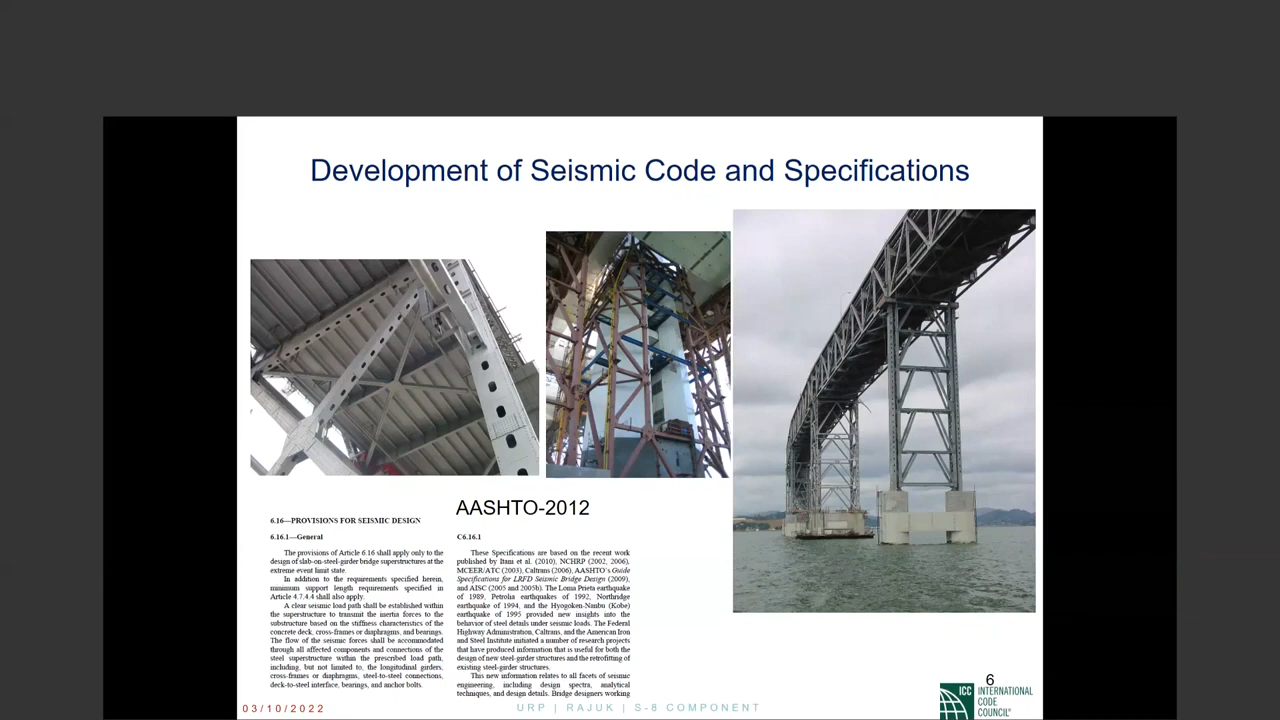 Development of Seismic Code and Specifications
AASHTO-2012
6.16—PROVISIONS FOR SEISMIC DESIGN
6.16.1—General
The provisions of Article 6.16 shall apply only to the
design of slab-on-steel-girder bridge superstructures at the
extreme event limit state.
In addition to the requirements specified herein,
minimum support length requirements specified in
Article 4.7.4.4 shall also apply.
A clear seismic load path shall be established within
the superstructure to transmit the inertia forces to the
substructure based on the stiffness characteristics of the
concrete deck, cross-frames or diaphragms, and bearings.
The flow of the seismic forces shall be accommodated
through all affected components and connections of the
steel superstructure within the prescribed load path,
including, but not limited to, the longitudinal girders,
cross-frames or diaphragms, steel-to-steel connections,
deck-to-steel interface, bearings, and anchor bolts.
C6.16.1
These Specifications are based on the recent work
published by Itani et al. (2010), NCHRP (2002, 2006),
MCEER/ATC (2003), Caltrans (2006), AASHTO's Guide
Specifications for LRFD Seismic Bridge Design (2009),
and AISC (2005 and 2005b). The Loma Prieta earthquake
of 1989, Petrolia earthquakes of 1992, Northridge
earthquake of 1994, and the Hyogoken-Nanbu (Kobe)
earthquake of 1995 provided new insights into the
behavior of steel details under seismic loads. The Federal
Highway Administration, Caltrans, and the American Iron
and Steel Institute initiated a number of research projects
that have produced information that is useful for both the
design of new steel-girder structures and the retrofitting of
existing steel-girder structures.
This new information relates to all facets of seismic
engineering, including design spectra, analytical
techniques, and design details. Bridge designers working
03/10/2022
URP | RAJUK | S-8 COMPONENT
6
ICC
INTERNATIONAL
CODE
COUNCIL®